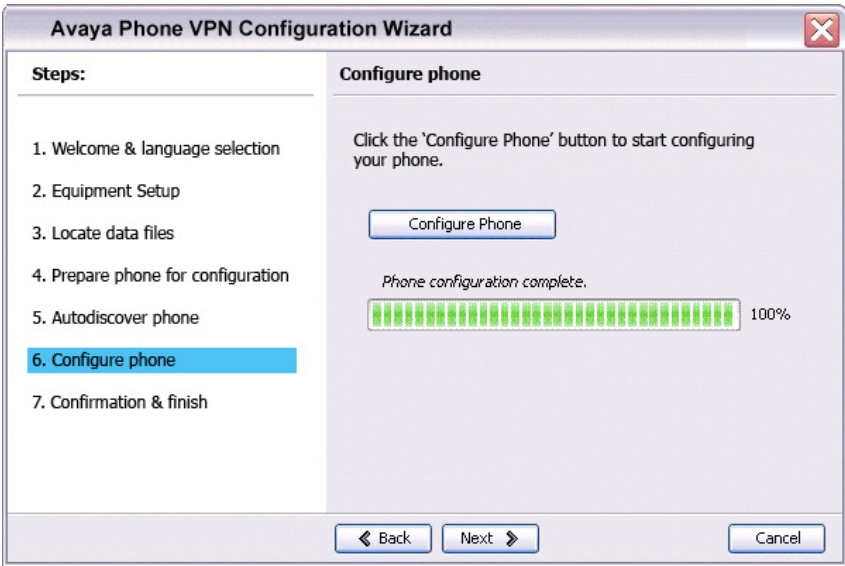 Avaya Phone VPN Configuration Wizard
Steps:
1. Welcome & language selection
2. Equipment Setup
3. Locate data files
4. Prepare phone for configuration
5. Autodiscover phone
6. Configure phone
7. Confirmation & finish
Configure phone
Click the ‘Configure Phone’ button to start configuring
your phone.
Configure Phone
Phone configuration complete.
100%
Back
Next
Cancel